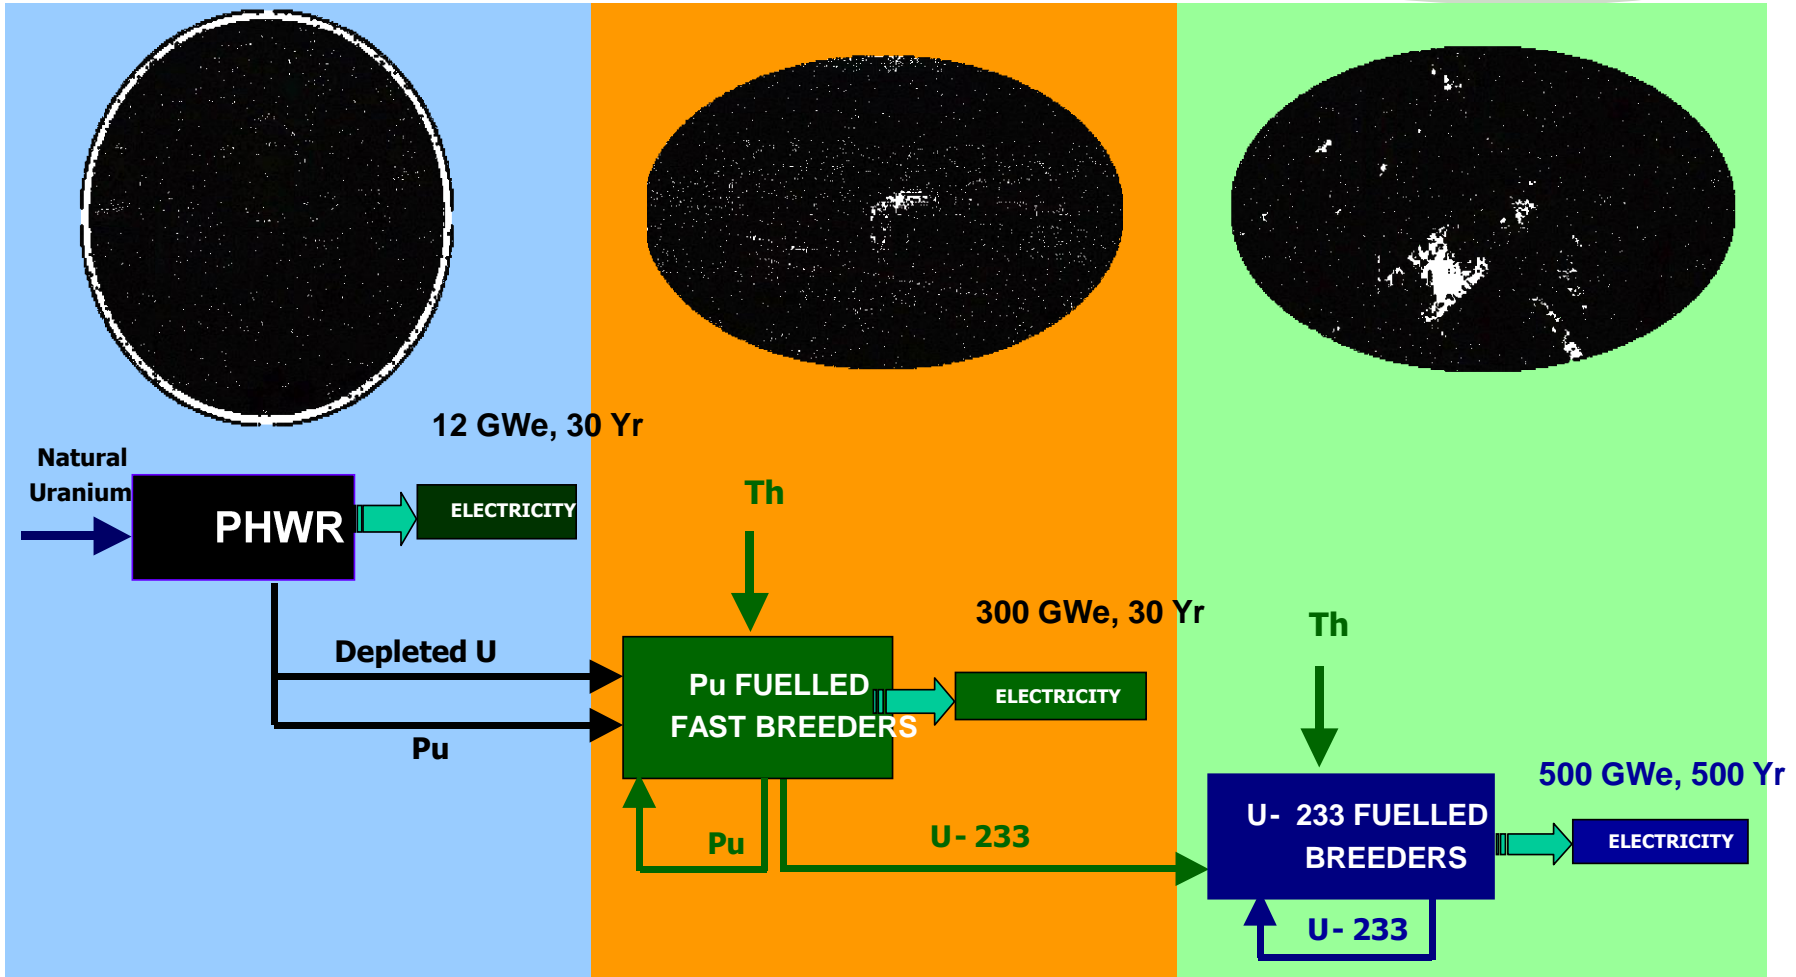 12 GWe, 30 Yr
Natural
Uranium
PHWR
ELECTRICITY
Th
Depleted U
Pu
300 GWe, 30 Yr
Pu FUELLED
FAST BREEDERS
ELECTRICITY
Th
Pu
U- 233
500 GWe, 500 Yr
U- 233 FUELLED
BREEDERS
ELECTRICITY
U- 233